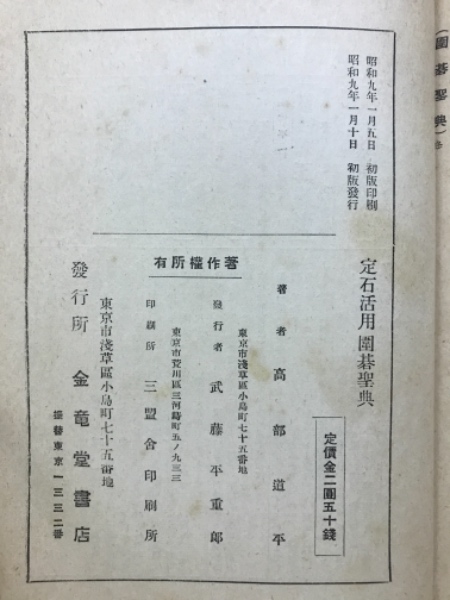 (圍碁聖典)
昭和九年一月五日 初版印刷
昭和九年一月十日 初版發行
定石活用 圍碁聖典
定價金二圓五十錢
著者 高部道平
東京市淺草區小島町七十五番地
發行者 武藤平重郎
東京市荒川區三河島町五ノ九三三
印刷所 三盟舍印刷所
著作權所有
東京市淺草區小島町七十五番地
發行所 金竜堂書店
振替東京一三三二番